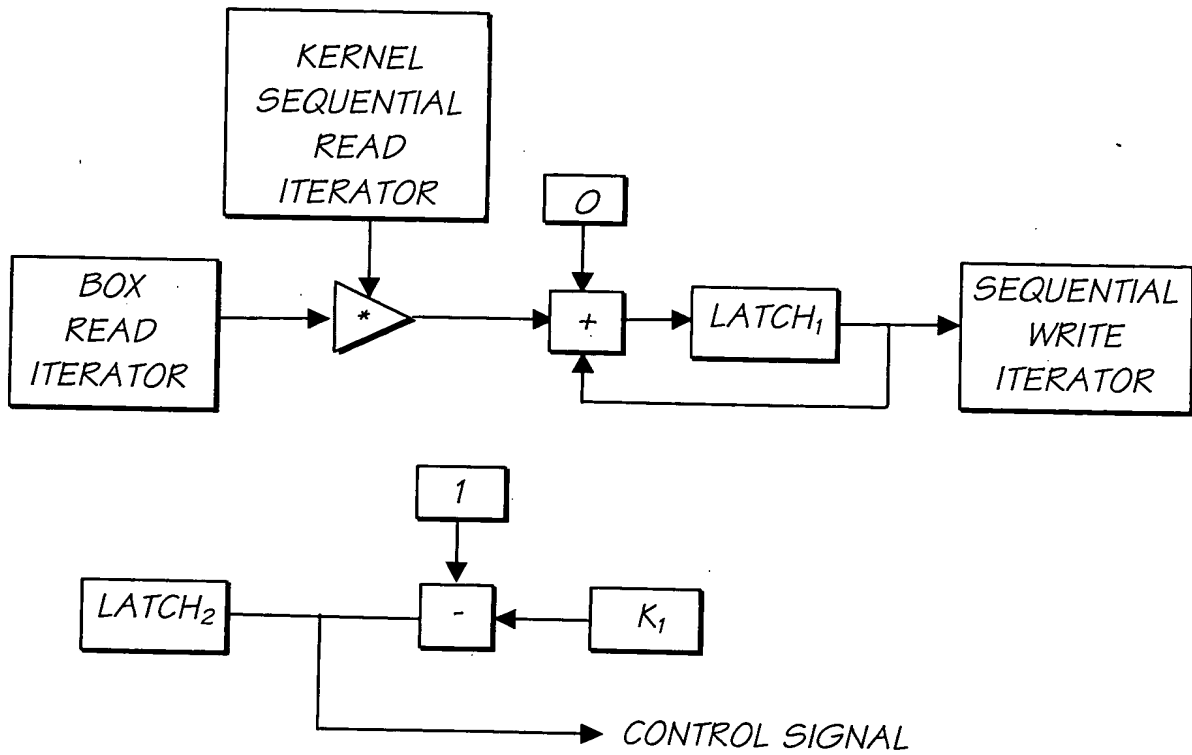 KERNEL
SEQUENTIAL
READ
ITERATOR
0
BOX
READ
ITERATOR
*
+
LATCH₁
SEQUENTIAL
WRITE
ITERATOR
1
LATCH₂
-
K₁
CONTROL SIGNAL